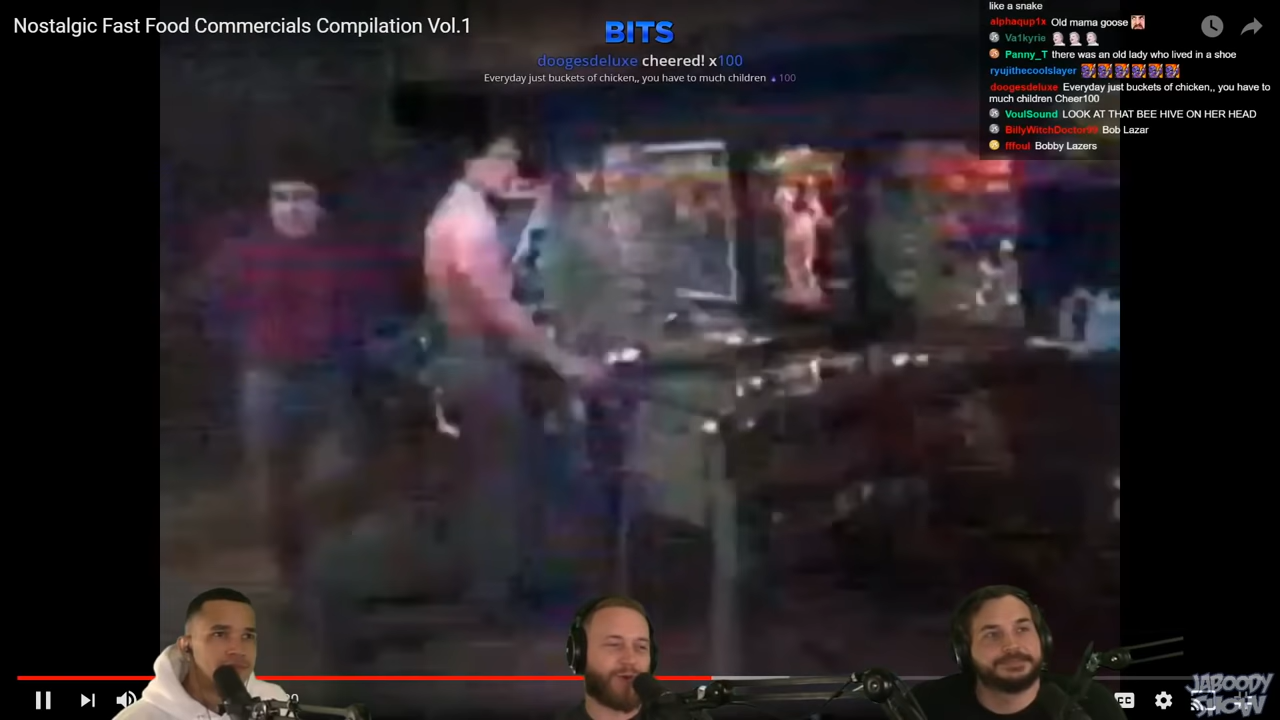 Nostalgic Fast Food Commercials Compilation Vol.1
BITS
doogesdeluxe cheered! x100
Everyday just buckets of chicken,, you have to much children 100
like a snake
alphaqup1x Old mama goose
Va1kyrie
Panny_T there was an old lady who lived in a shoe
ryujithecoolslayer
doogesdeluxe Everyday just buckets of chicken,, you have to
much children Cheer100
VoulSound LOOK AT THAT BEE HIVE ON HER HEAD
BillyWitchDoctor99 Bob Lazar
fffoul Bobby Lazers
CC
JABOODY
SHOW